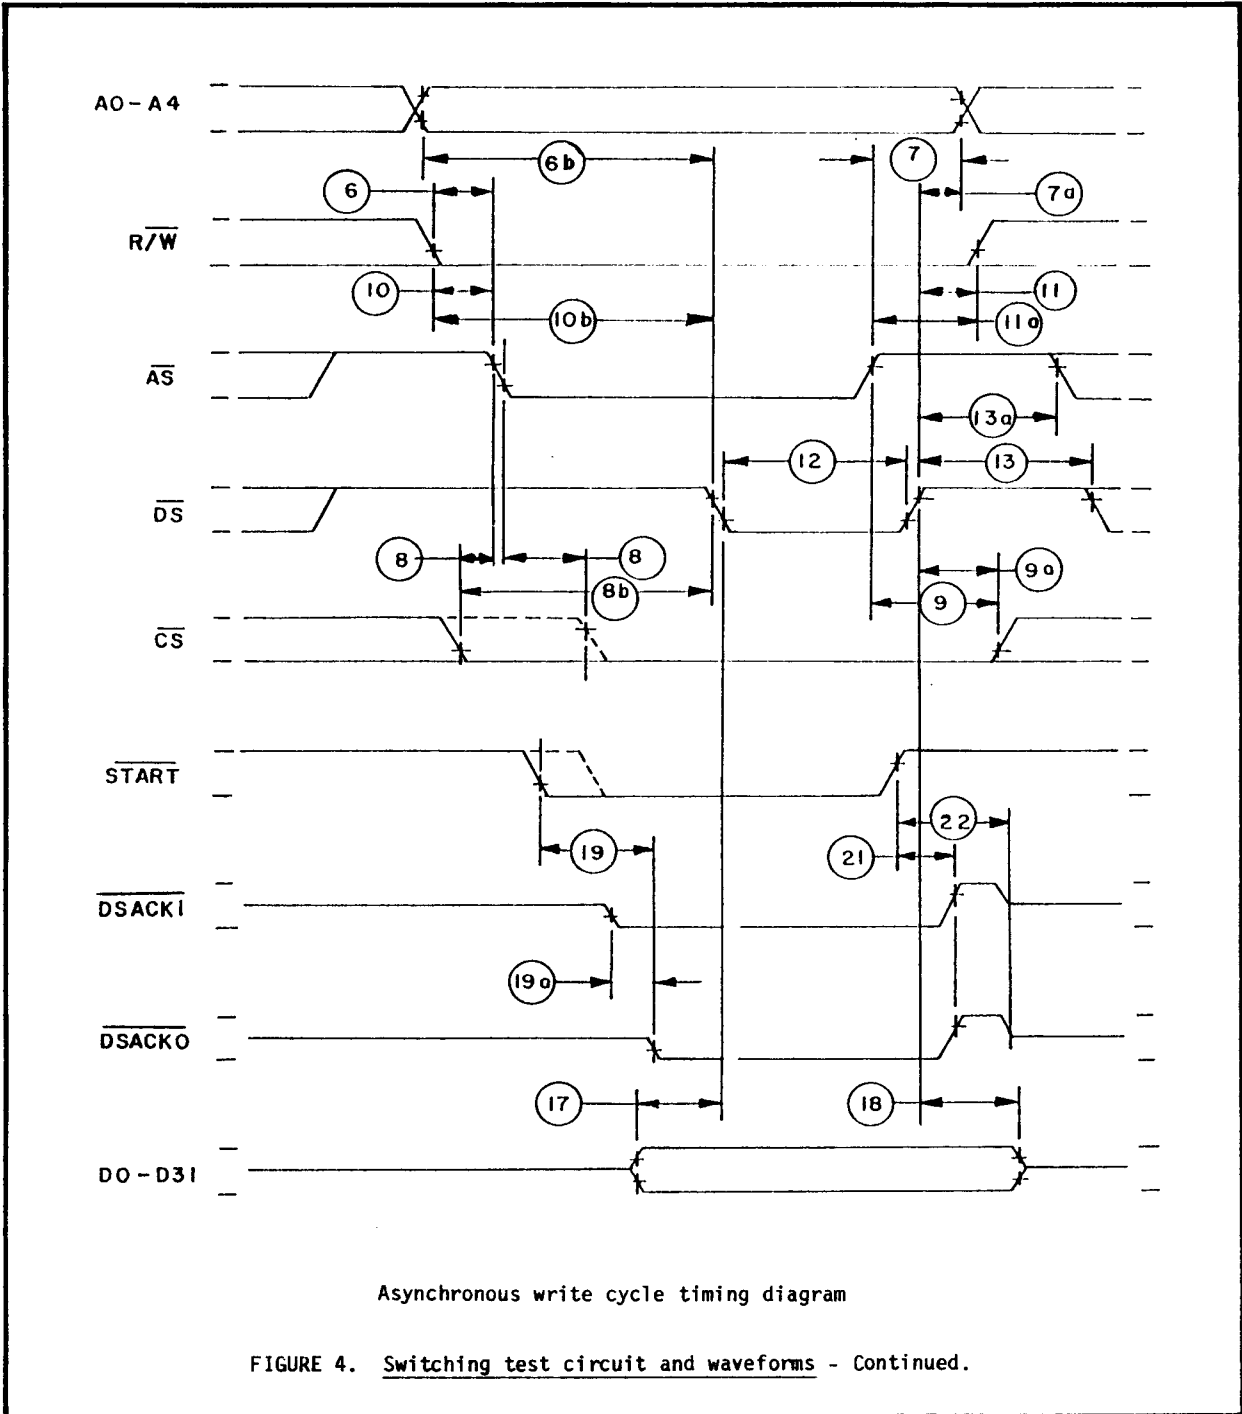 A0-A4
6b
7
6
7a
R/W
10
11
10b
11a
AS
13a
12
13
DS
8
8
9a
8b
9
CS
START
22
19
21
DSACK1
19a
DSACK0
17
18
D0-D31
Asynchronous write cycle timing diagram
FIGURE 4. Switching test circuit and waveforms - Continued.